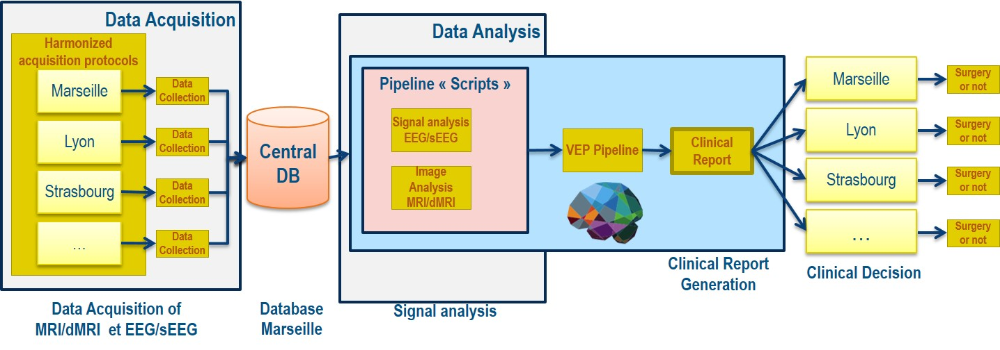 Data Acquisition
Harmonized
acquisition protocols
Marseille
Data
Collection
Lyon
Data
Collection
Strasbourg
Data
Collection
...
Data
Collection
Data Acquisition of
MRI/dMRI et EEG/sEEG
Central
DB
Database
Marseille
Data Analysis
Pipeline « Scripts »
Signal analysis
EEG/sEEG
Image
Analysis
MRI/dMRI
Signal analysis
VEP Pipeline
Clinical
Report
Clinical Report
Generation
Marseille
Surgery
or not
Lyon
Surgery
or not
Strasbourg
Surgery
or not
...
Surgery
or not
Clinical Decision